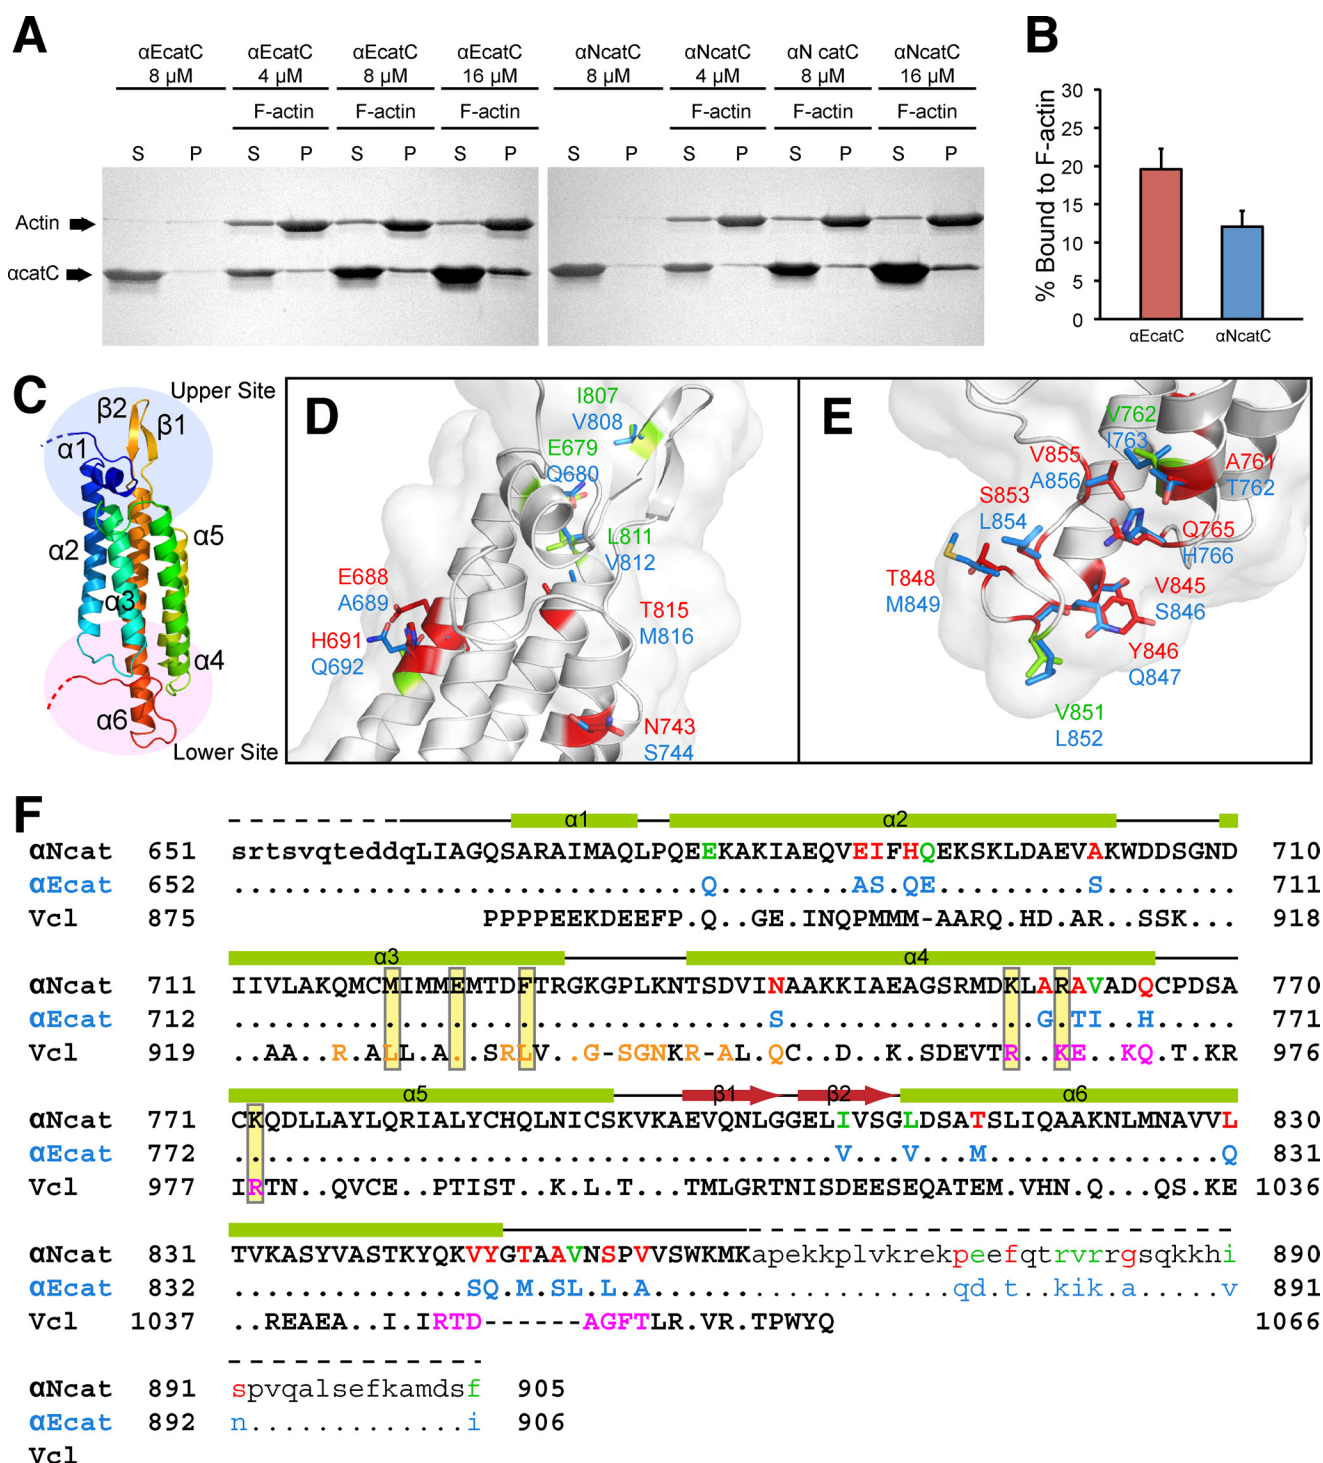 A
αEcatC αEcatC αEcatC αEcatC αNcatC αNcatC αN catC αNcatC
8 µM 4 µM 8 µM 16 µM 8 µM 4 µM 8 µM 16 µM
F-actin F-actin F-actin F-actin F-actin F-actin
S P S P S P S P S P S P S P S P
Actin
αcatC
B
% Bound to F-actin
30
25
20
15
10
5
0
αEcatC αNcatC
C
Upper Site
β2
β1
α1
α2
α5
α3
α4
α6
Lower Site
D
I807
V808
E679
Q680
L811
V812
E688
A689
T815
M816
H691
Q692
N743
S744
E
V762
I763
V855
A856
A761
T762
S853
L854
Q765
H766
T848
M849
V845
S846
Y846
Q847
V851
L852
F
α1 α2
αNcat 651 srtsvqteddqLIAGQSARAIMAQLPQEEKAKIAEQVEIFHQEKSKLDAEVAKWDDSGND 710
αEcat 652 ............................Q........AS.QE.........S........ 711
Vcl 875 PPPPEEKDEEFP.Q..GE.INQPMMM-AARQ.HD.AR..SSK... 918
α3 α4
αNcat 711 IIVLAKQMCMIMMEMTDFTRGKGPLKNTSDVINAAKKIAEAGSRMDKLARAVADQCPDSA 770
αEcat 712 ................................S...............G.TI..H..... 771
Vcl 919 ..AA..R.ALL.A..SRLV..G-SGNKR-AL.QC..D..K.SDEVTR..KE..KQ.T.KR 976
α5 β1 β2 α6
αNcat 771 CKQDLLAYLQRIALYCHQLNICSKVKAEVQNLGGELIVSGLDSATSLIQAAKNLMNAVVL 830
αEcat 772 ....................................V...V...M..............Q 831
Vcl 977 IRTN..QVCE..PTIST..K.L.T...TMLGRTNISDEESEQATEM.VHN.Q...QS.KE 1036
αNcat 831 TVKASYVASTKYQKVYGTAAVNSPVVSWKMKapekkplvkrekpeefqtrvrrgsqkkhi 890
αEcat 832 ..............SQ.M.SL.L.A..................qd.t..kik.a.....v 891
Vcl 1037 ..REAEA..I.IRTD------AGFTLR.VR.TPWYQ 1066
αNcat 891 spvqalsefkamdsf 905
αEcat 892 n.............i 906
Vcl